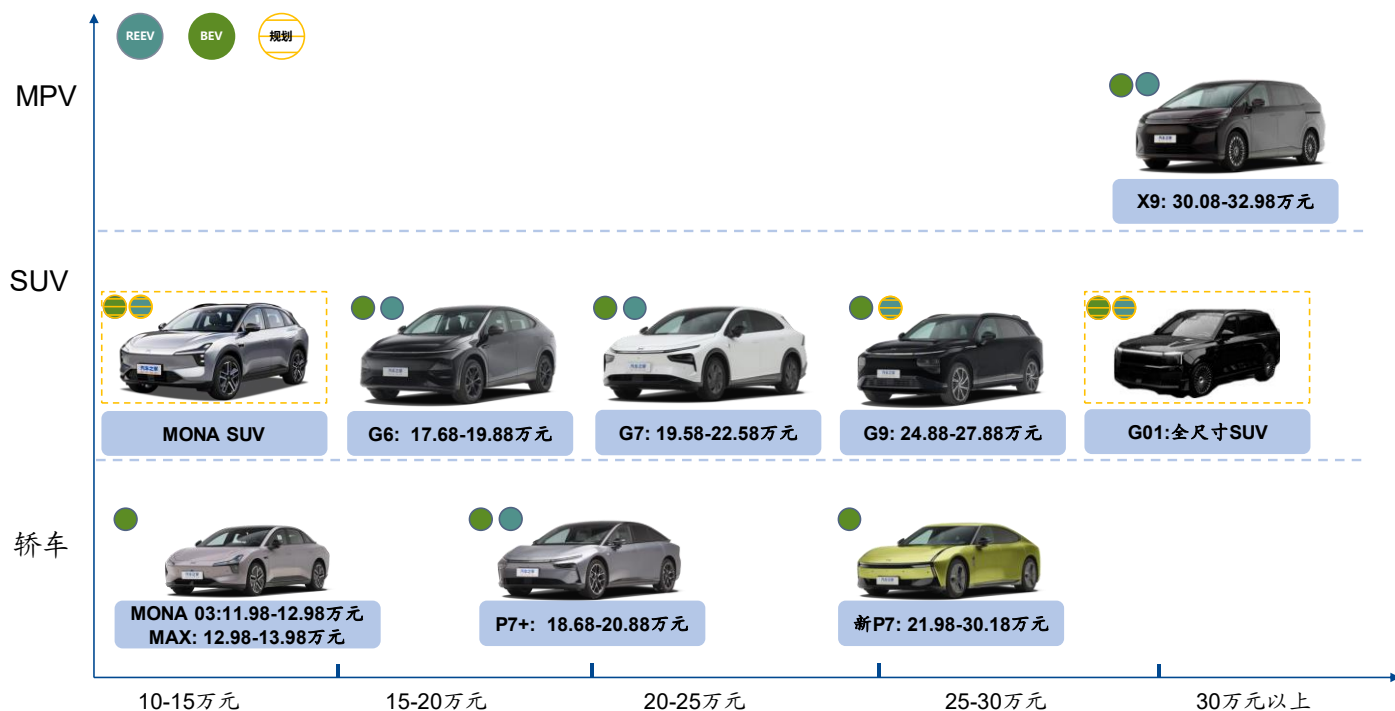 REEV
BEV
规划
MPV
X9: 30.08-32.98万元
SUV
汽车之家
MONA SUV
G6: 17.68-19.88万元
G7: 19.58-22.58万元
G9: 24.88-27.88万元
G01:全尺寸SUV
轿车
MONA 03:11.98-12.98万元
MAX: 12.98-13.98万元
P7+: 18.68-20.88万元
新P7: 21.98-30.18万元
10-15万元
15-20万元
20-25万元
25-30万元
30万元以上